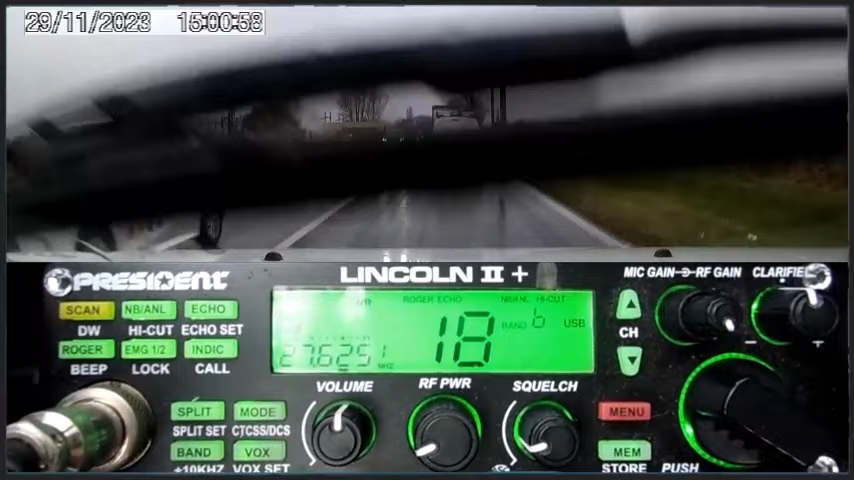 29/11/2023 15:00:58
PRESIDENT LINCOLN II + MIC GAIN RF GAIN CLARIFIER
SCAN NB/ANL ECHO
DW HI-CUT ECHO SET
ROGER EMG 1/2 INDIC
BEEP LOCK CALL
ROGER ECHO NB/ANL HI-CUT
18 BAND b USB
27.6251 MHZ
CH
VOLUME RF PWR SQUELCH
SPLIT MODE
SPLIT SET CTCSS/DCS
BAND VOX
+10KHZ VOX SET
MENU
MEM
STORE PUSH